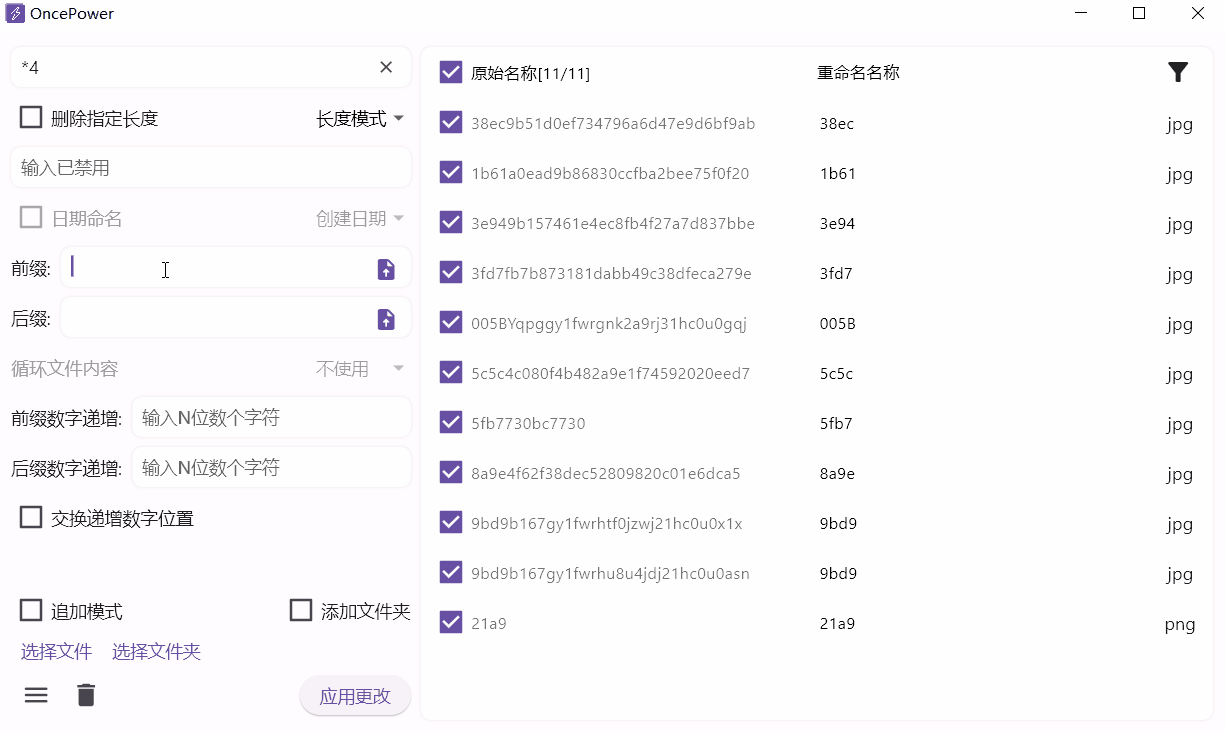 OncePower
*4
删除指定长度 长度模式
输入已禁用
日期命名 创建日期
前缀:
后缀:
循环文件内容 不使用
前缀数字递增: 输入N位数个字符
后缀数字递增: 输入N位数个字符
交换递增数字位置
追加模式 添加文件夹
选择文件 选择文件夹
应用更改
原始名称[11/11] 重命名名称
38ec9b51d0ef734796a6d47e9d6bf9ab 38ec jpg
1b61a0ead9b86830ccfba2bee75f0f20 1b61 jpg
3e949b157461e4ec8fb4f27a7d837bbe 3e94 jpg
3fd7fb7b873181dabb49c38dfeca279e 3fd7 jpg
005BYqpggy1fwrgnk2a9rj31hc0u0gqj 005B jpg
5c5c4c080f4b482a9e1f74592020eed7 5c5c jpg
5fb7730bc7730 5fb7 jpg
8a9e4f62f38dec52809820c01e6dca5 8a9e jpg
9bd9b167gy1fwrhtf0jzwj21hc0u0x1x 9bd9 jpg
9bd9b167gy1fwrhu8u4jdj21hc0u0asn 9bd9 jpg
21a9 21a9 png